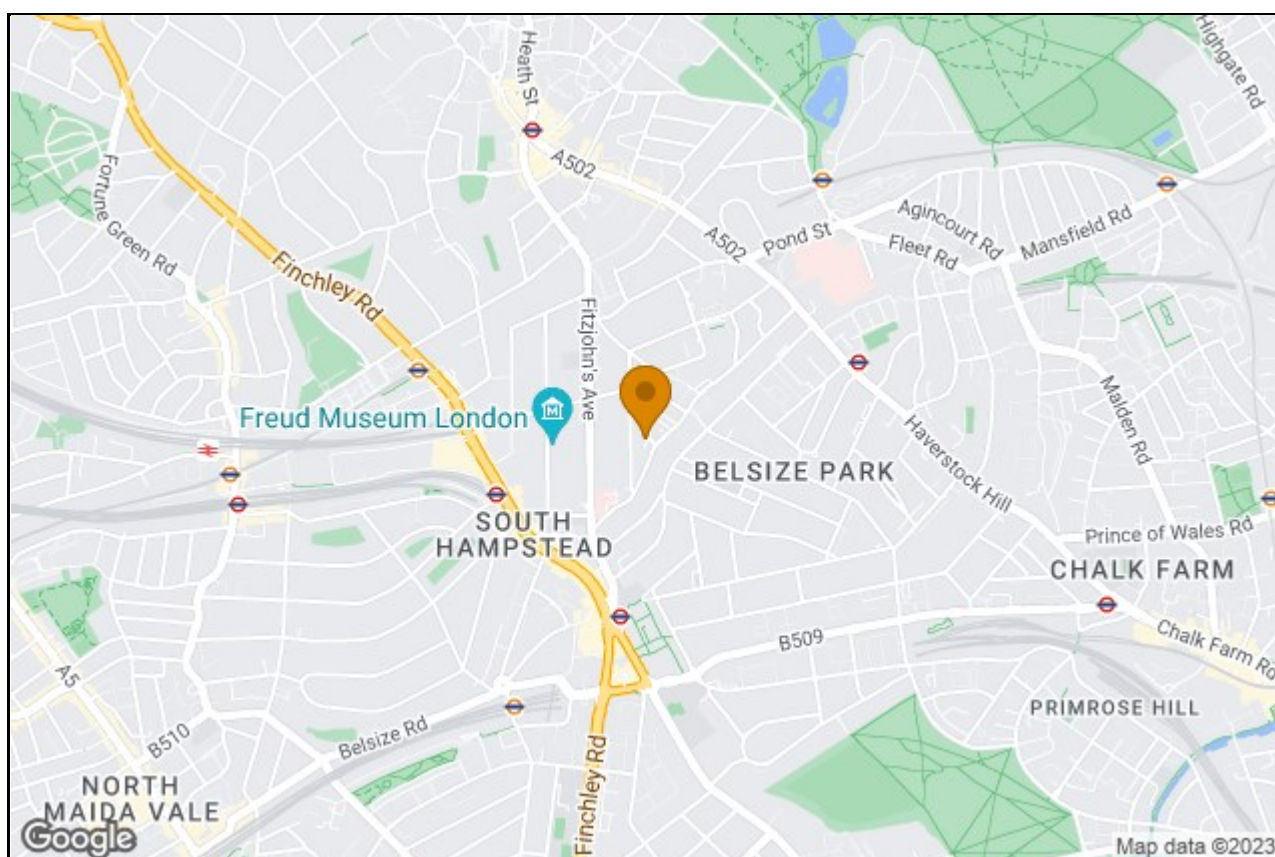 Heath St
Highgate Rd
A502
Fortune Green Rd
Finchley Rd
A502
Pond St
Agincourt Rd
Fleet Rd
Mansfield Rd
Fitzjohn's Ave
Freud Museum London
Malden Rd
Haverstock Hill
BELSIZE PARK
SOUTH
HAMPSTEAD
Prince of Wales Rd
CHALK FARM
B509
Chalk Farm Rd
A5
B510
Belsize Rd
PRIMROSE HILL
Finchley Rd
NORTH
MAIDA VALE
Google
Map data ©2023